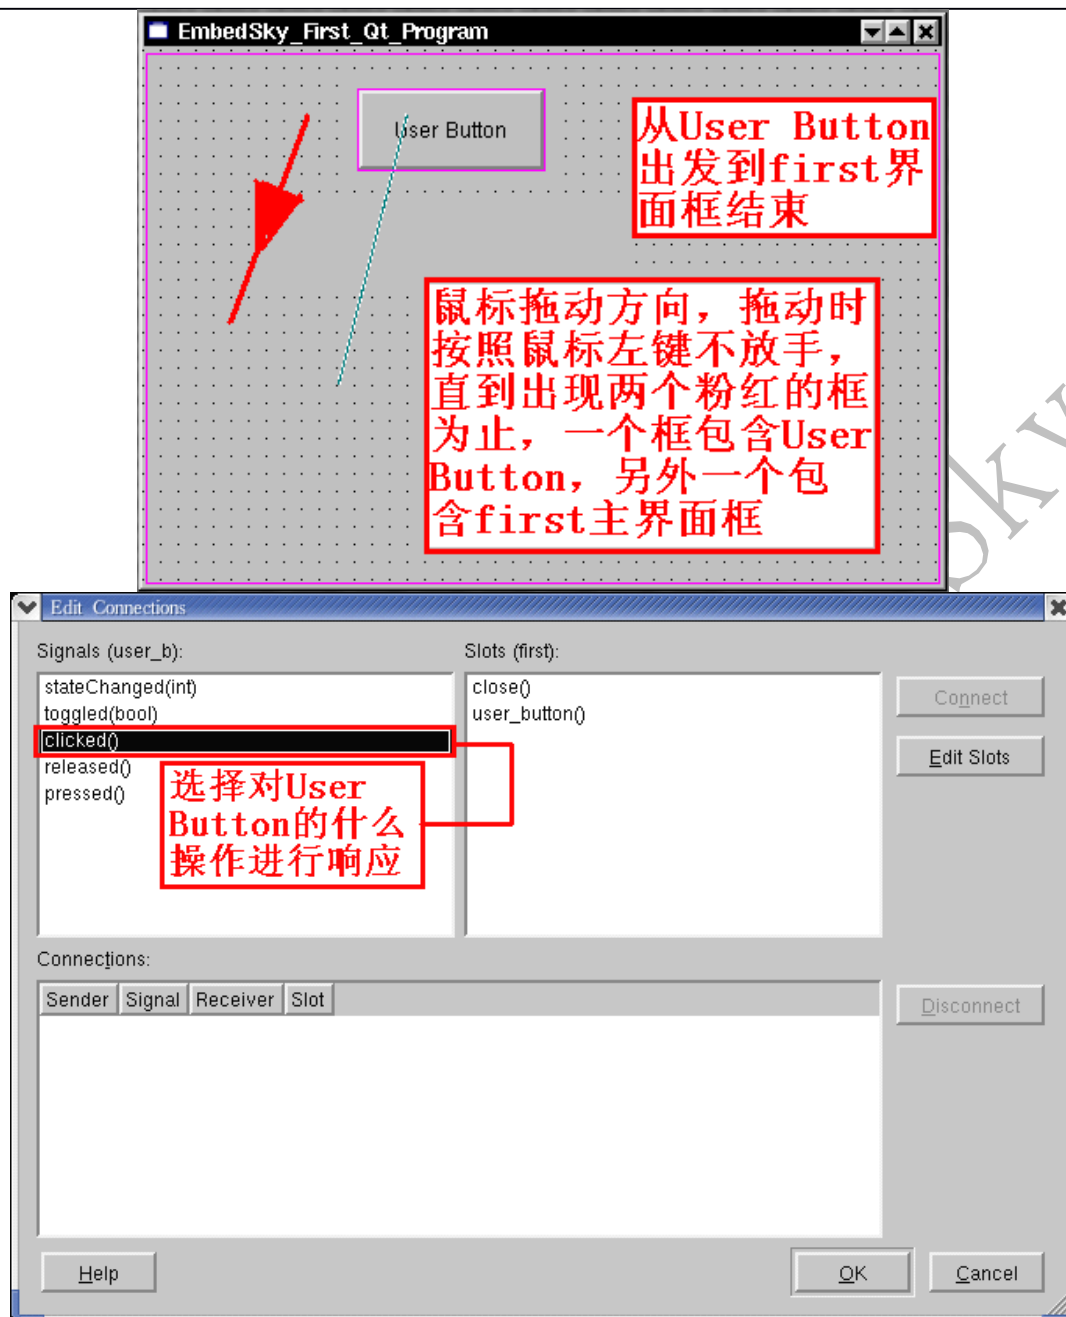 EmbedSky_First_Qt_Program
User Button
从User Button
出发到first界
面框结束
鼠标拖动方向，拖动时
按照鼠标左键不放手，
直到出现两个粉红的框
为止，一个框包含User
Button，另外一个包
含first主界面框
Edit Connections
Signals (user_b):
Slots (first):
stateChanged(int)
toggled(bool)
clicked()
released()
pressed()
close()
user_button()
Connect
Edit Slots
选择对User
Button的什么
操作进行响应
Connections:
Sender Signal Receiver Slot
Disconnect
Help
OK
Cancel